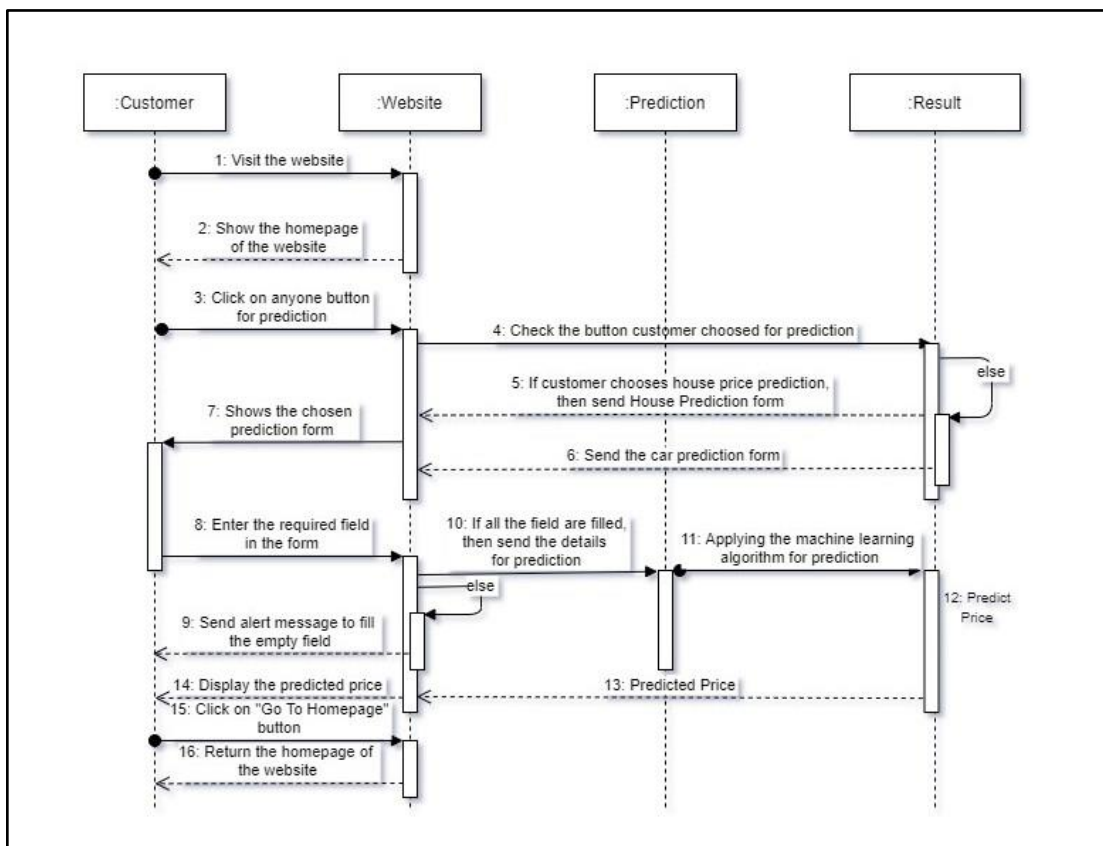 :Customer
:Website
:Prediction
:Result
1: Visit the website
2: Show the homepage
of the website
3: Click on anyone button
for prediction
4: Check the button customer choosed for prediction
else
5: If customer chooses house price prediction,
then send House Prediction form
7: Shows the chosen
prediction form
6: Send the car prediction form
8: Enter the required field
in the form
10: If all the field are filled,
then send the details
for prediction
11: Applying the machine learning
algorithm for prediction
else
12: Predict
Price
9: Send alert message to fill
the empty field
14: Display the predicted price
13: Predicted Price
15: Click on "Go To Homepage"
button
16: Return the homepage of
the website